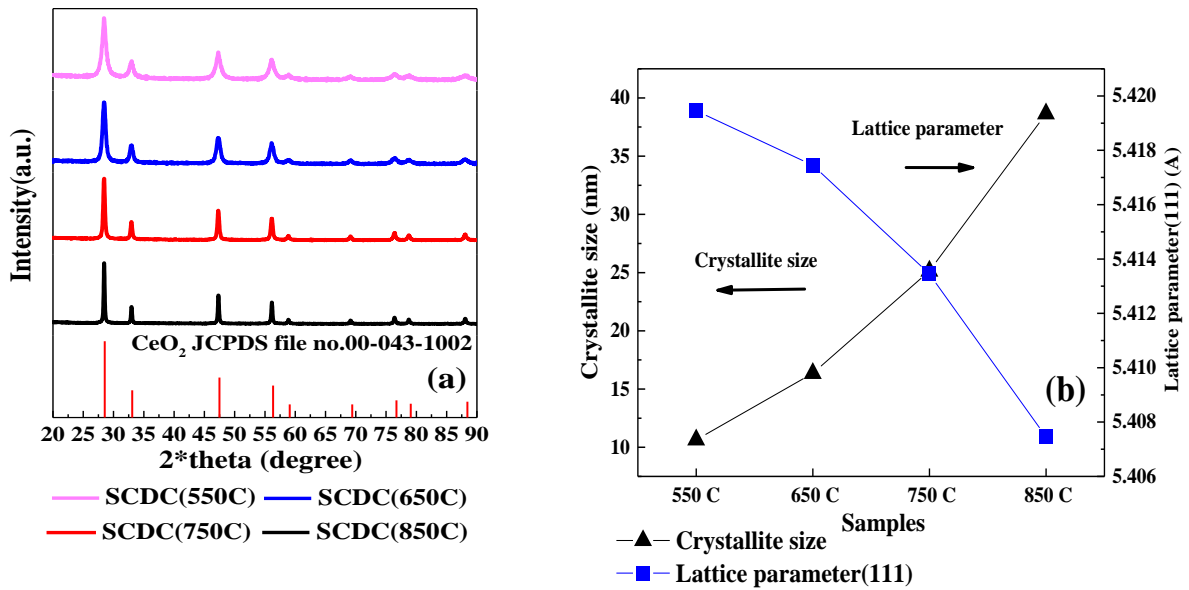 Intensity(a.u.)
CeO2 JCPDS file no.00-043-1002
(a)
20 25 30 35 40 45 50 55 60 65 70 75 80 85 90
2*theta (degree)
SCDC(550C) SCDC(650C)
SCDC(750C) SCDC(850C)
Crystallite size (nm)
40
35
30
25
20
15
10
Lattice parameter
Crystallite size
(b)
5.420
5.418
5.416
5.414
5.412
5.410
5.408
5.406
Lattice parameter(111) (A)
550 C 650 C 750 C 850 C
Samples
Crystallite size
Lattice parameter(111)